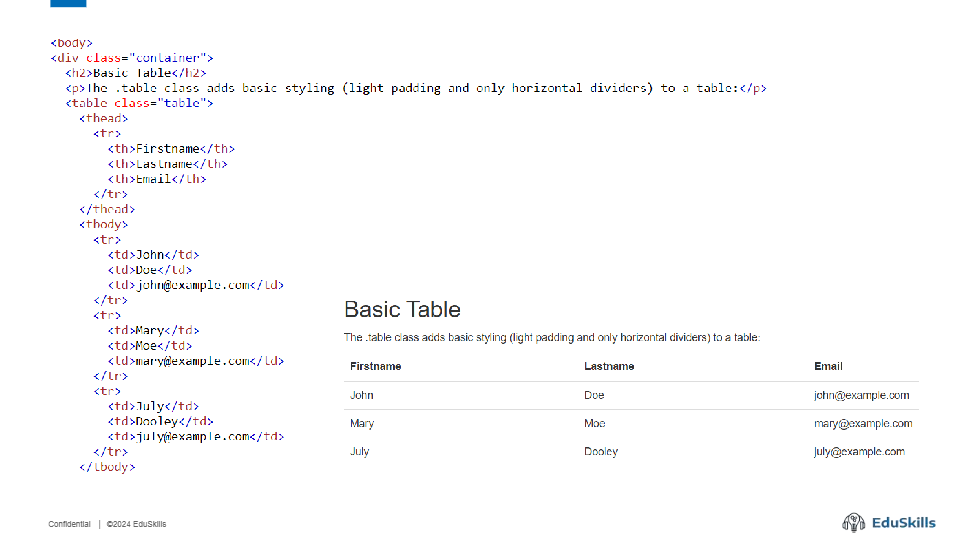 <body>
<div class="container">
<h2>Basic Table</h2>
<p>The .table class adds basic styling (light padding and only horizontal dividers) to a table:</p>
<table class="table">
<thead>
<tr>
<th>Firstname</th>
<th>Lastname</th>
<th>Email</th>
</tr>
</thead>
<tbody>
<tr>
<td>John</td>
<td>Doe</td>
<td>john@example.com</td>
</tr>
<tr>
<td>Mary</td>
<td>Moe</td>
<td>mary@example.com</td>
</tr>
<tr>
<td>July</td>
<td>Dooley</td>
<td>july@example.com</td>
</tr>
</tbody>
Basic Table
The .table class adds basic styling (light padding and only horizontal dividers) to a table:
Firstname Lastname Email
John Doe john@example.com
Mary Moe mary@example.com
July Dooley july@example.com
Confidential | ©2024 EduSkills
EduSkills